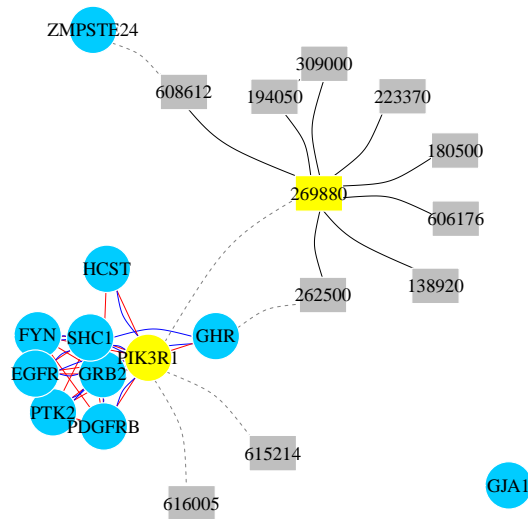 ZMPSTE24
309000
608612
194050
223370
180500
269880
606176
HCST
138920
262500
FYN
SHC1
GHR
PIK3R1
EGFR
GRB2
PTK2
PDGFRB
615214
616005
GJA1